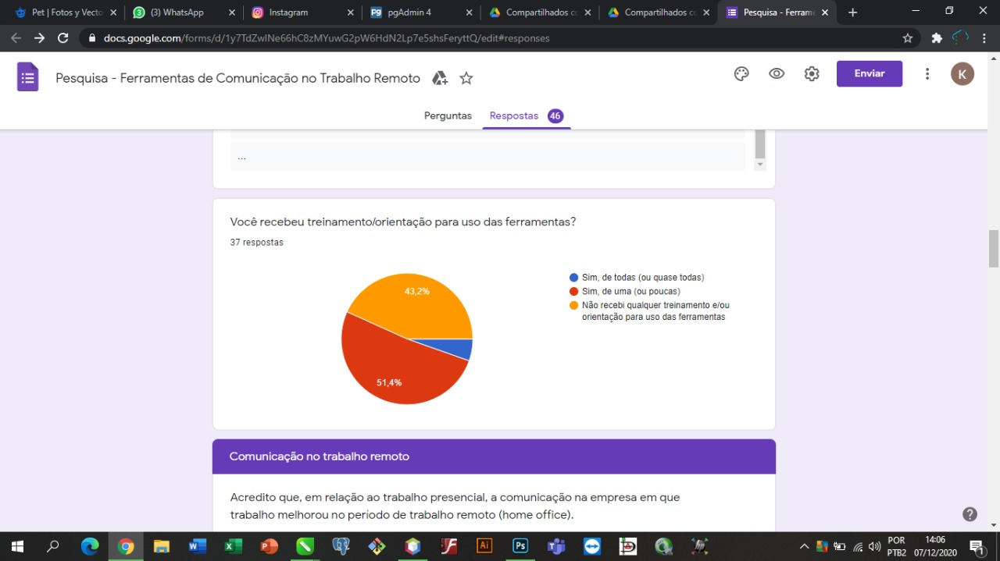 Pet | Fotos y Vecto
(3) WhatsApp
Instagram
pgAdmin 4
Compartilhados co
Compartilhados co
Pesquisa - Ferrame
docs.google.com/forms/d/1y7TdZwINe66hC8zMYuwG2pW6HdN2Lp7e5shsFeryttQ/edit#responses
Pesquisa - Ferramentas de Comunicação no Trabalho Remoto
Enviar
K
Perguntas
Respostas 46
...
Você recebeu treinamento/orientação para uso das ferramentas?
37 respostas
43,2%
51,4%
Sim, de todas (ou quase todas)
Sim, de uma (ou poucas)
Não recebi qualquer treinamento e/ou
orientação para uso das ferramentas
Comunicação no trabalho remoto
Acredito que, em relação ao trabalho presencial, a comunicação na empresa em que
trabalho melhorou no período de trabalho remoto (home office).
POR
PTB2
14:06
07/12/2020